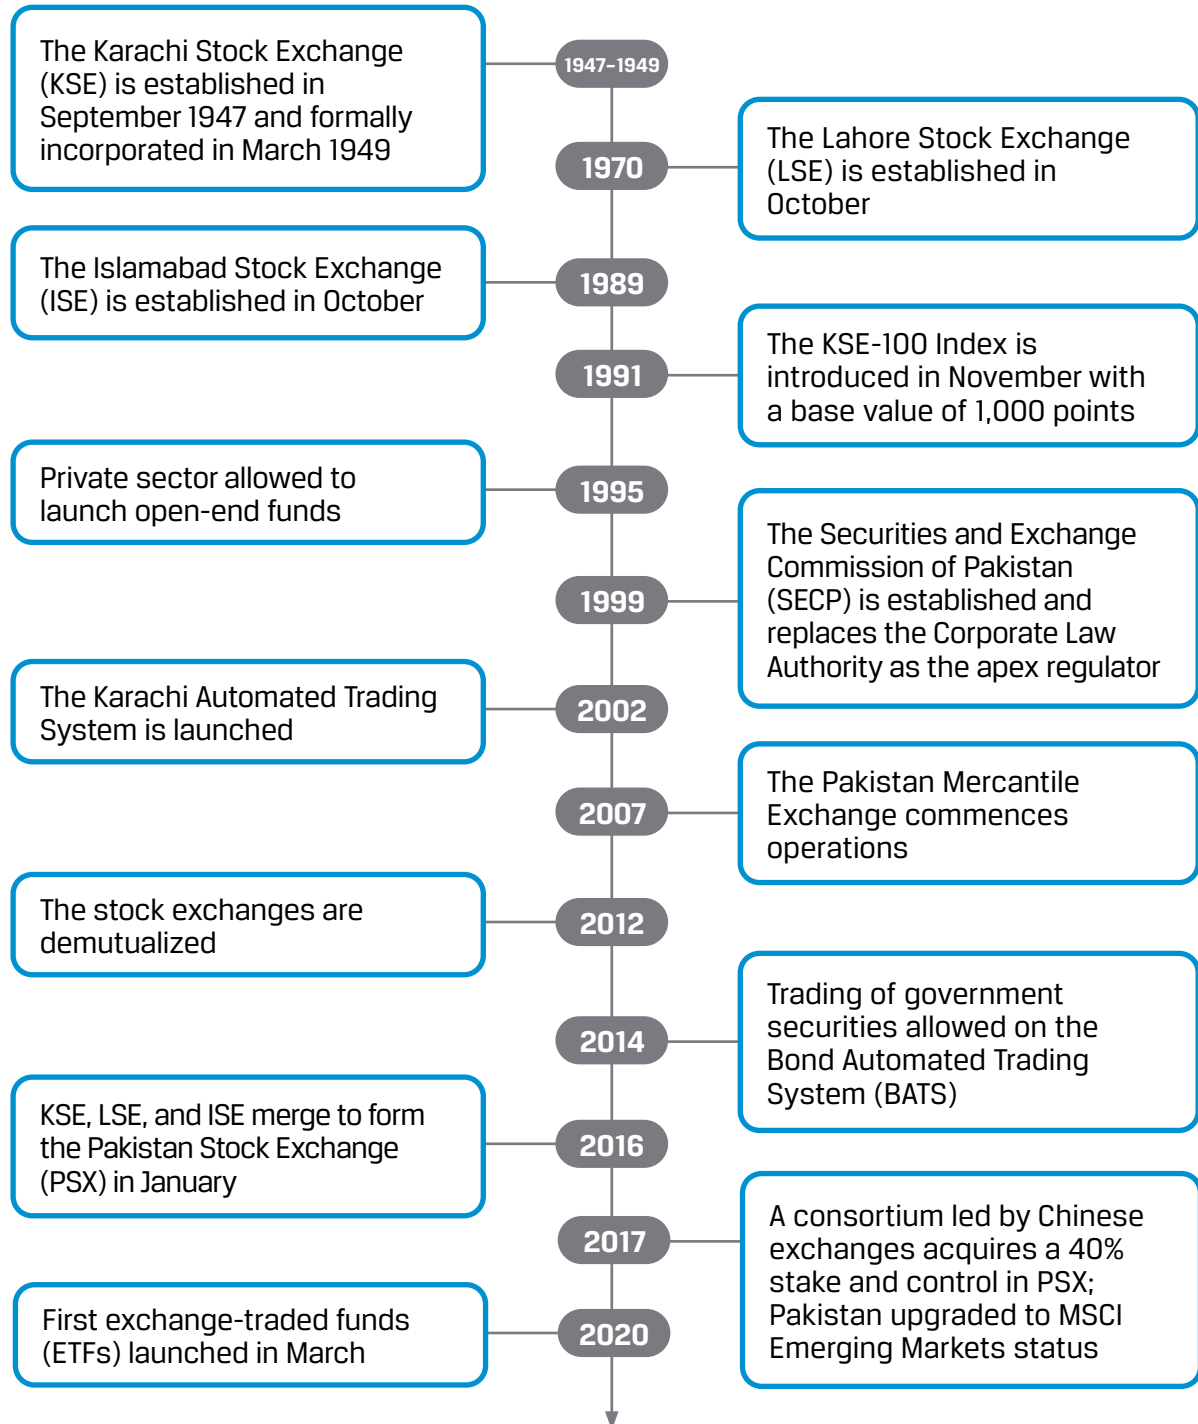 1947–1949
The Karachi Stock Exchange
(KSE) is established in
September 1947 and formally
incorporated in March 1949
1970
The Lahore Stock Exchange
(LSE) is established in
October
1989
The Islamabad Stock Exchange
(ISE) is established in October
1991
The KSE-100 Index is
introduced in November with
a base value of 1,000 points
1995
Private sector allowed to
launch open-end funds
1999
The Securities and Exchange
Commission of Pakistan
(SECP) is established and
replaces the Corporate Law
Authority as the apex regulator
2002
The Karachi Automated Trading
System is launched
2007
The Pakistan Mercantile
Exchange commences
operations
2012
The stock exchanges are
demutualized
2014
Trading of government
securities allowed on the
Bond Automated Trading
System (BATS)
2016
KSE, LSE, and ISE merge to form
the Pakistan Stock Exchange
(PSX) in January
2017
A consortium led by Chinese
exchanges acquires a 40%
stake and control in PSX;
Pakistan upgraded to MSCI
Emerging Markets status
2020
First exchange-traded funds
(ETFs) launched in March